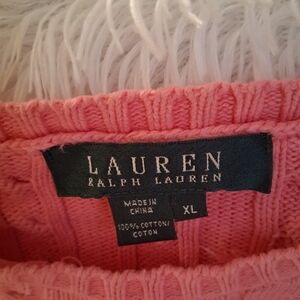 LAUREN
RALPH LAUREN
MADE IN
CHINA
XL
100% COTTON/
COTON